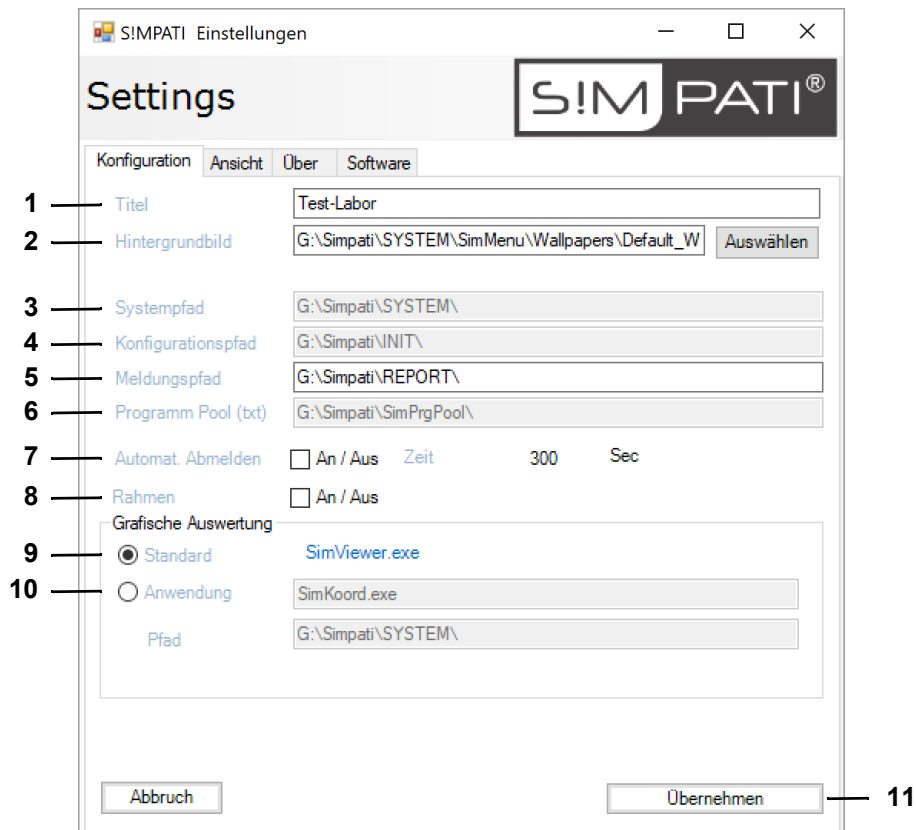 S!MPATI Einstellungen
Settings
S!MPATI®
Konfiguration Ansicht Über Software
1 Titel Test-Labor
2 Hintergrundbild G:\Simpati\SYSTEM\SimMenu\Wallpapers\Default_W Auswählen
3 Systempfad G:\Simpati\SYSTEM\
4 Konfigurationspfad G:\Simpati\INIT\
5 Meldungspfad G:\Simpati\REPORT\
6 Programm Pool (txt) G:\Simpati\SimPrgPool\
7 Automat. Abmelden An / Aus Zeit 300 Sec
8 Rahmen An / Aus
Grafische Auswertung
9 Standard SimViewer.exe
10 Anwendung SimKoord.exe
Pfad G:\Simpati\SYSTEM\
Abbruch Übernehmen 11